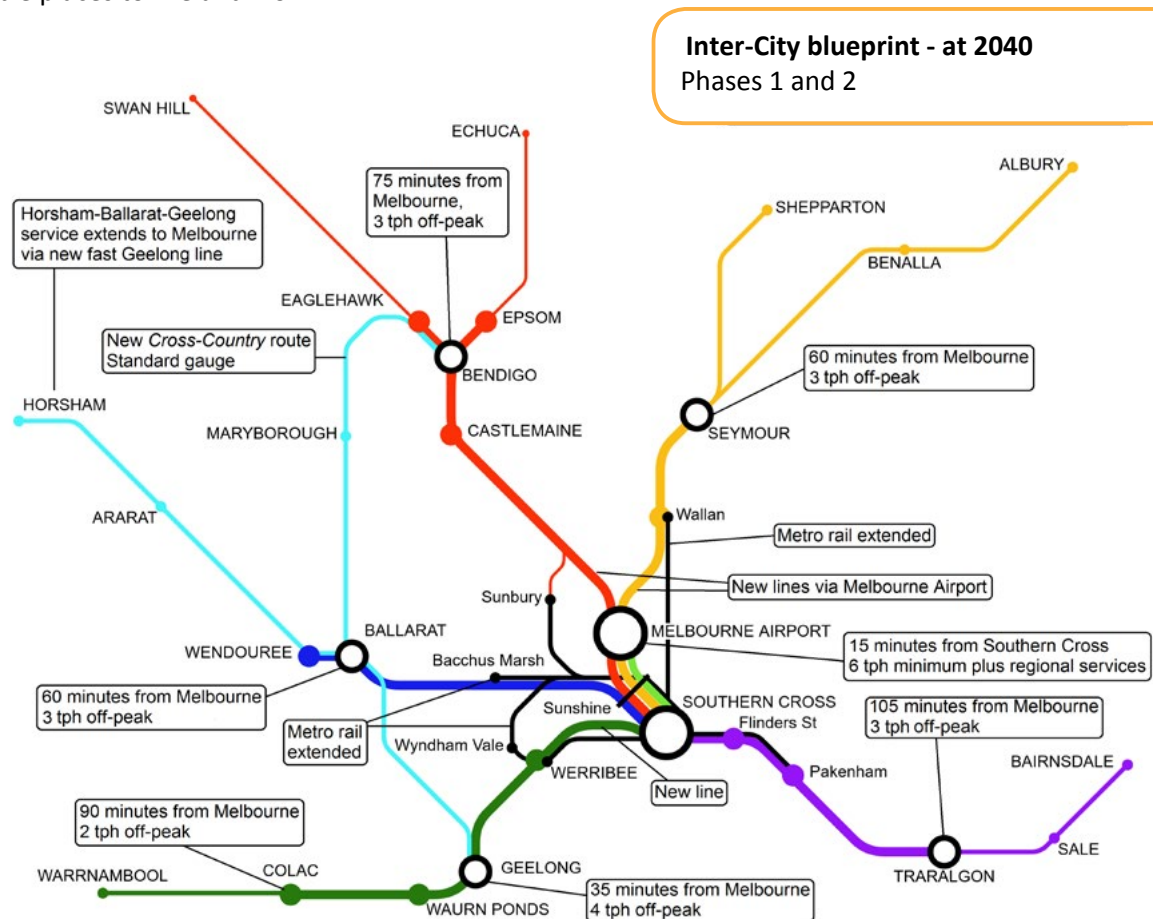 Inter-City blueprint - at 2040
Phases 1 and 2
SWAN HILL
ECHUCA
ALBURY
75 minutes from
Melbourne,
3 tph off-peak
Horsham-Ballarat-Geelong
service extends to Melbourne
via new fast Geelong line
SHEPPARTON
BENALLA
EAGLEHAWK
EPSOM
New Cross-Country route
Standard gauge
BENDIGO
60 minutes from Melbourne
3 tph off-peak
HORSHAM
MARYBOROUGH
CASTLEMAINE
SEYMOUR
ARARAT
Wallan
Metro rail extended
New lines via Melbourne Airport
Sunbury
BALLARAT
MELBOURNE AIRPORT
WENDOUREE
Bacchus Marsh
15 minutes from Southern Cross
6 tph minimum plus regional services
60 minutes from Melbourne
3 tph off-peak
Sunshine
SOUTHERN CROSS
Flinders St
105 minutes from Melbourne
3 tph off-peak
Metro rail
extended
Wyndham Vale
WERRIBEE
New line
Pakenham
BAIRNSDALE
90 minutes from Melbourne
2 tph off-peak
WARRNAMBOOL
COLAC
GEELONG
WAURN PONDS
35 minutes from Melbourne
4 tph off-peak
TRARALGON
SALE